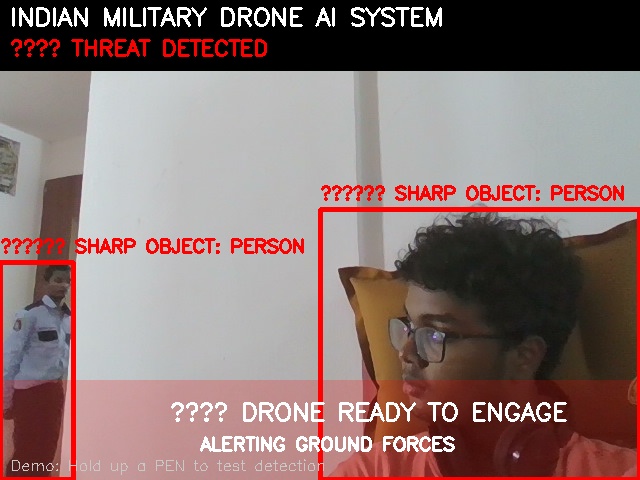 INDIAN MILITARY DRONE AI SYSTEM
???? THREAT DETECTED
?????? SHARP OBJECT: PERSON
?????? SHARP OBJECT: PERSON
???? DRONE READY TO ENGAGE
ALERTING GROUND FORCES
Demo: Hold up a PEN to test detection